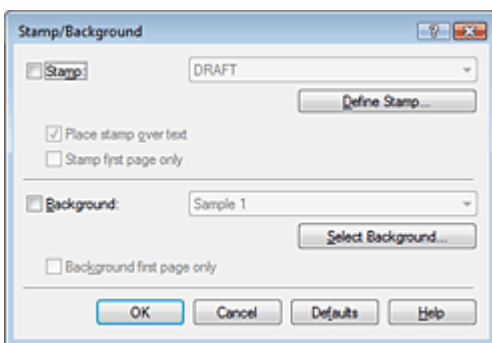 Stamp/Background
Stamp: DRAFT
Define Stamp...
Place stamp over text
Stamp first page only
Background: Sample 1
Select Background...
Background first page only
OK Cancel Defaults Help